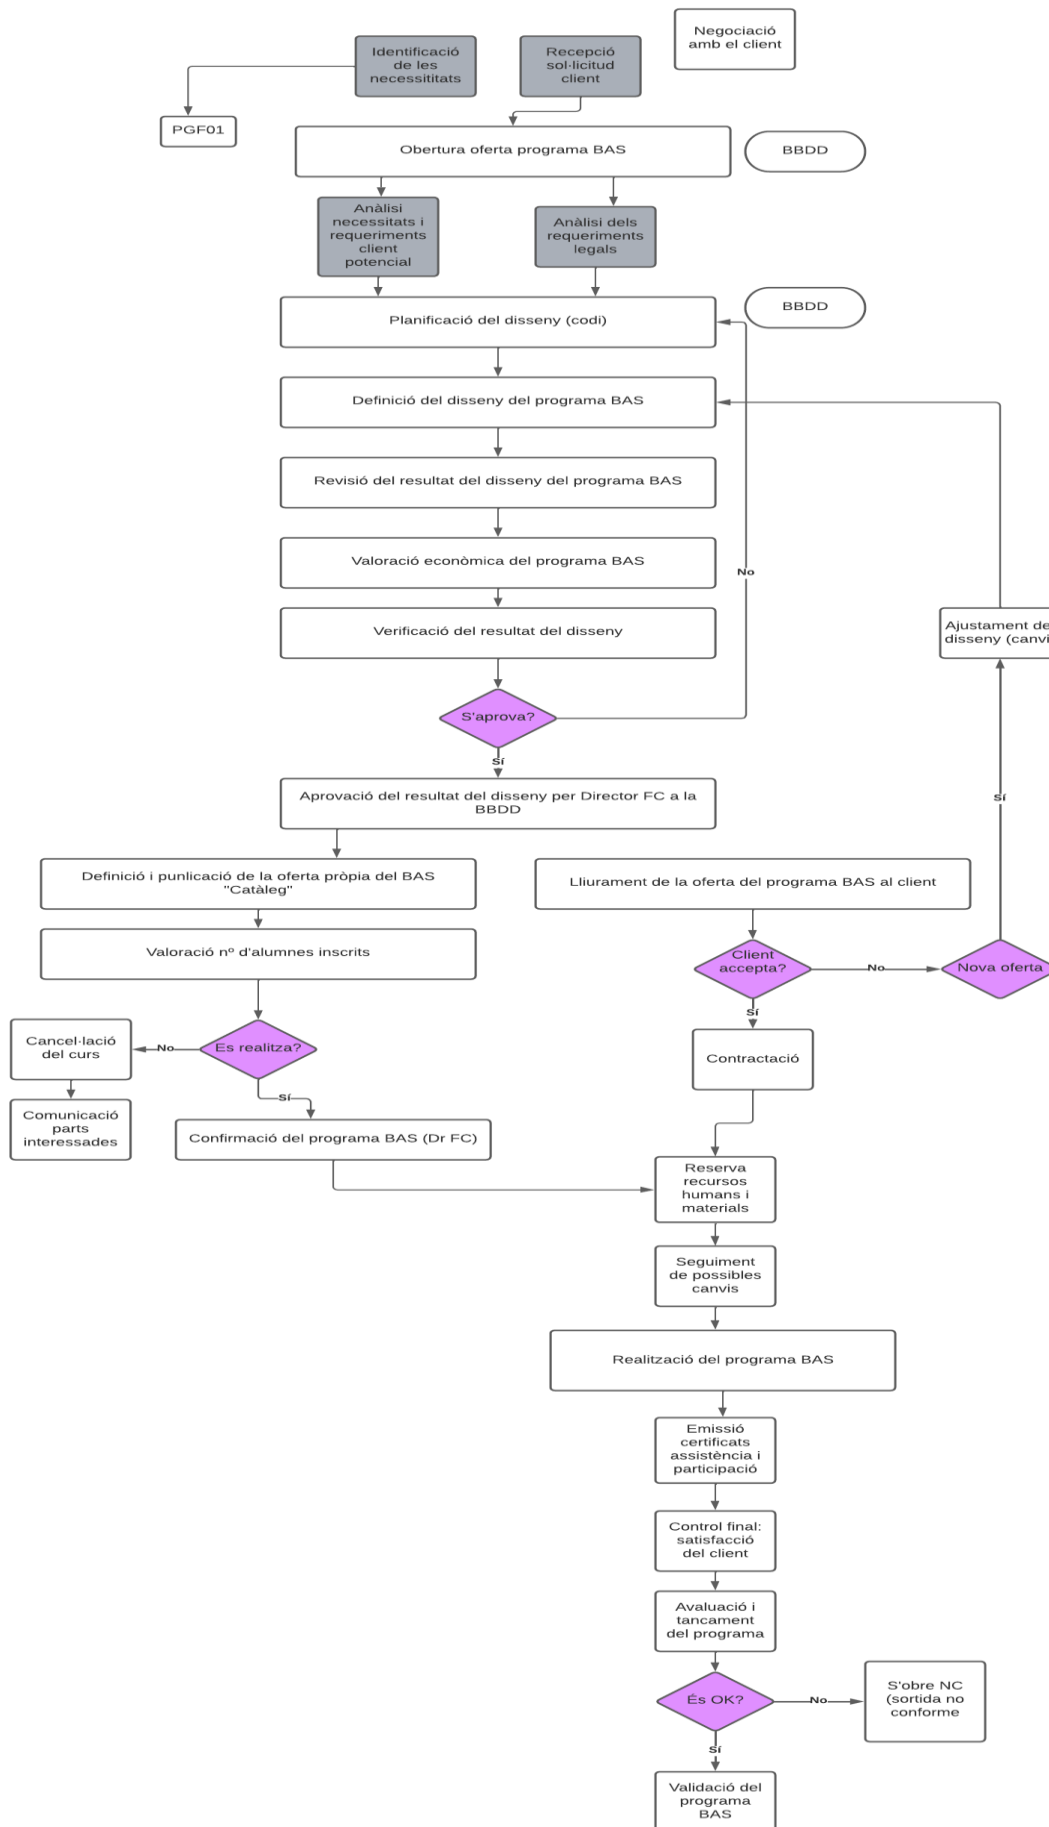 Negociació
amb el client
Identificació
de les
necessititats
Recepció
sol·licitud
client
PGF01
Obertura oferta programa BAS
BBDD
Anàlisi
necessitats i
requeriments
client
potencial
Anàlisi dels
requeriments
legals
Planificació del disseny (codi)
BBDD
Definició del disseny del programa BAS
Revisió del resultat del disseny del programa BAS
Valoració econòmica del programa BAS
No
Verificació del resultat del disseny
Ajustament de
disseny (canvi
S'aprova?
Sí
Aprovació del resultat del disseny per Director FC a la
BBDD
Sí
Definició i punlicació de la oferta pròpia del BAS
"Catàleg"
Lliurament de la oferta del programa BAS al client
Valoració nº d'alumnes inscrits
Client
accepta?
No
Nova oferta
Sí
Cancel·lació
del curs
No
Es realitza?
Contractació
Sí
Comunicació
parts
interessades
Confirmació del programa BAS (Dr FC)
Reserva
recursos
humans i
materials
Seguiment
de possibles
canvis
Realització del programa BAS
Emissió
certificats
assistència i
participació
Control final:
satisfacció
del client
Avaluació i
tancament
del programa
És OK?
No
S'obre NC
(sortida no
conforme
Sí
Validació del
programa
BAS